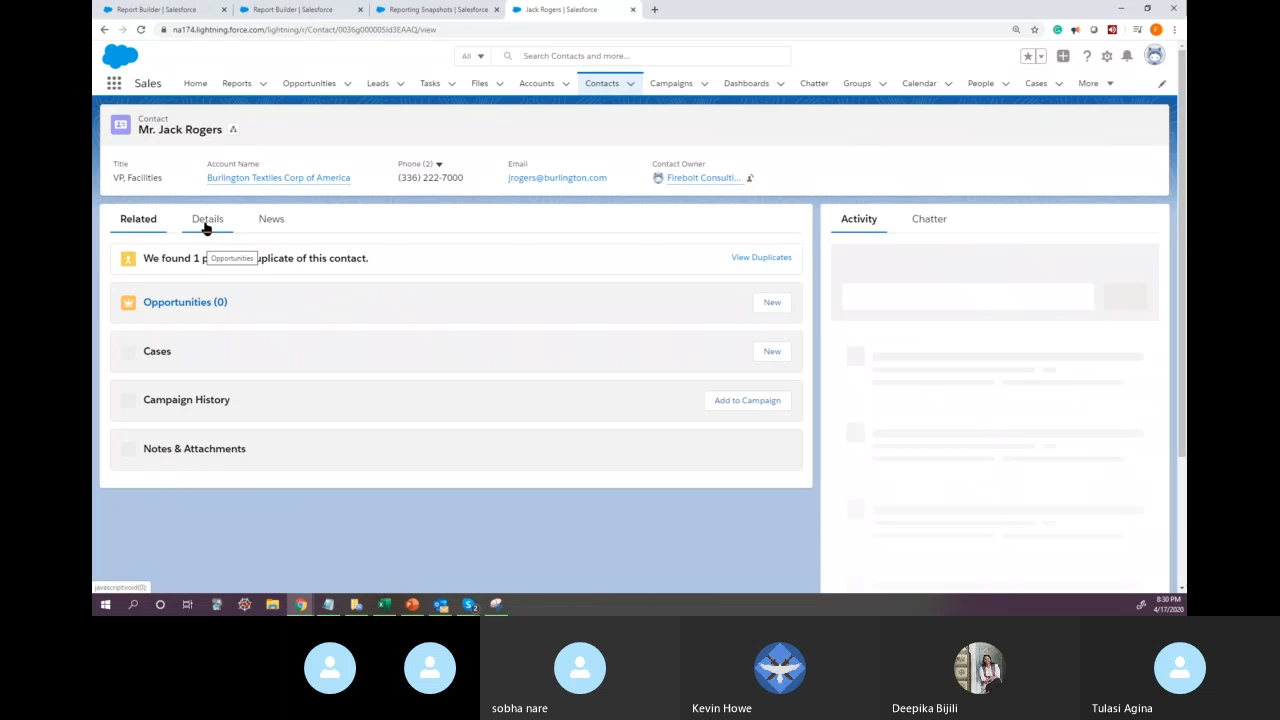 Report Builder | Salesforce
Report Builder | Salesforce
Reporting Snapshots | Salesforce
Jack Rogers | Salesforce
na174.lightning.force.com/lightning/r/Contact/0036g000005ld3EAAQ/view
F
All
Search Contacts and more...
Sales
Home
Reports
Opportunities
Leads
Tasks
Files
Accounts
Contacts
Campaigns
Dashboards
Chatter
Groups
Calendar
People
Cases
More
Contact
Mr. Jack Rogers
Title
VP, Facilities
Account Name
Burlington Textiles Corp of America
Phone (2)
(336) 222-7000
Email
jrogers@burlington.com
Contact Owner
Firebolt Consulti...
Related
Details
News
We found 1 p
Opportunities
uplicate of this contact.
View Duplicates
Opportunities (0)
New
Cases
New
Campaign History
Add to Campaign
Notes & Attachments
Activity
Chatter
javascript:void(0);
8:30 PM
4/17/2020
sobha nare
Kevin Howe
Deepika Bijili
Tulasi Agina